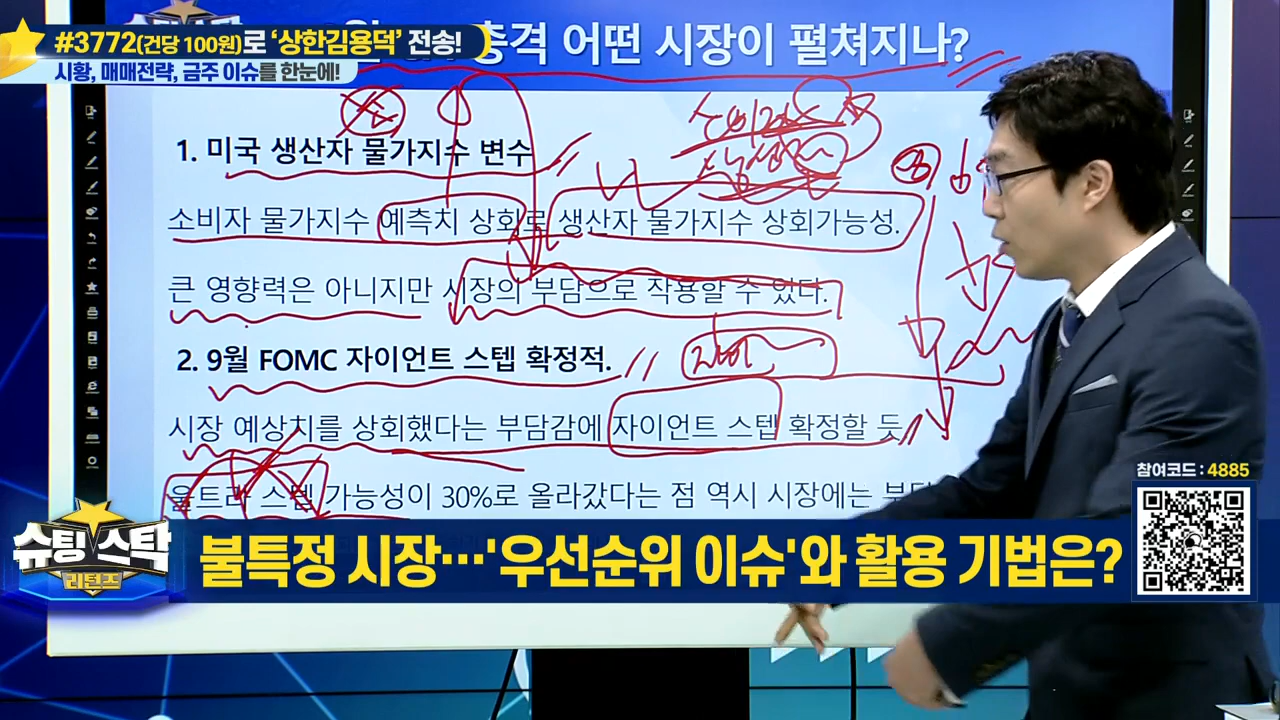 #3772(건당 100원)로 '상한김용덕' 전송!
시황, 매매전략, 금주 이슈를 한눈에!
충격 어떤 시장이 펼쳐지나?
1. 미국 생산자 물가지수 변수
소비자 물가지수 예측치 상회로 생산자 물가지수 상회가능성.
큰 영향력은 아니지만 시장의 부담으로 작용할 수 있다.
2. 9월 FOMC 자이언트 스텝 확정적.
시장 예상치를 상회했다는 부담감에 자이언트 스텝 확정할 듯
울트라 스텝 가능성이 30%로 올라갔다는 점 역시 시장에는
참여코드 : 4885
슈팅스탁
리턴즈
불특정 시장…'우선순위 이슈'와 활용 기법은?